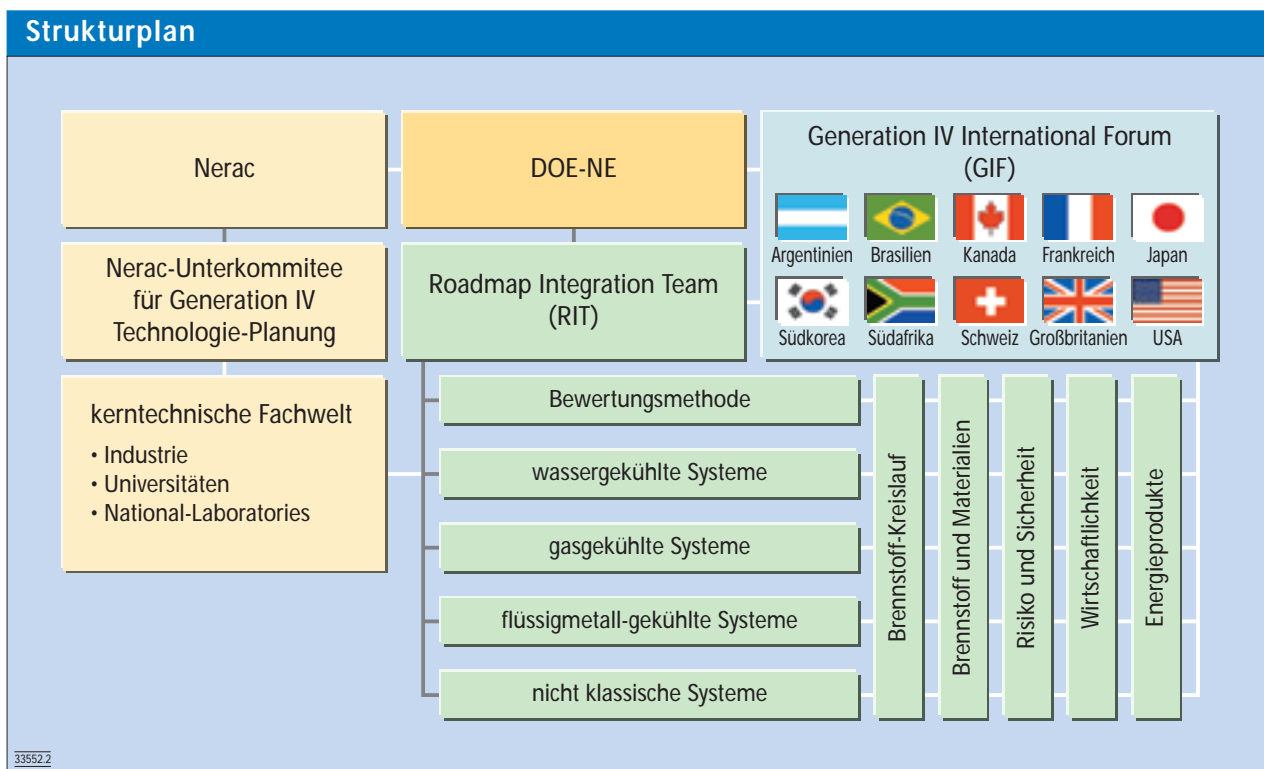 Strukturplan
Nerac
DOE-NE
Generation IV International Forum
(GIF)
Argentinien
Brasilien
Kanada
Frankreich
Japan
Südkorea
Südafrika
Schweiz
Großbritanien
USA
Nerac-Unterkommitee
für Generation IV
Technologie-Planung
Roadmap Integration Team
(RIT)
kerntechnische Fachwelt
• Industrie
• Universitäten
• National-Laboratories
Bewertungsmethode
wassergekühlte Systeme
gasgekühlte Systeme
flüssigmetall-gekühlte Systeme
nicht klassische Systeme
Brennstoff-Kreislauf
Brennstoff und Materialien
Risiko und Sicherheit
Wirtschaftlichkeit
Energieprodukte
33552.2